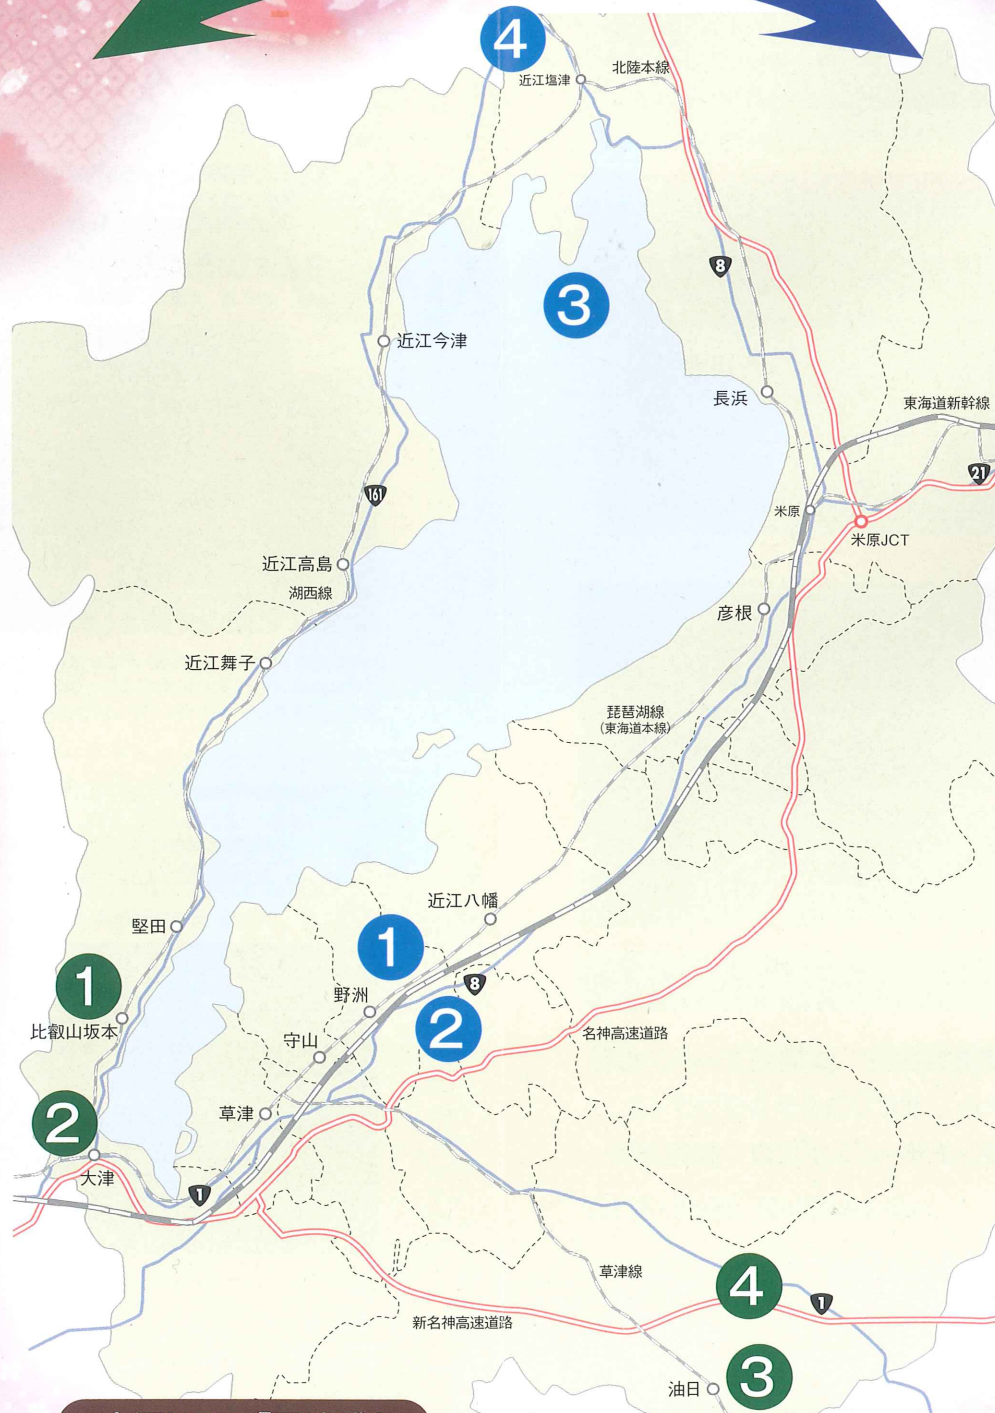 4
近江塩津
北陸本線
8
3
近江今津
長浜
東海道新幹線
21
161
米原
米原JCT
近江高島
湖西線
彦根
近江舞子
琵琶湖線
(東海道本線)
近江八幡
堅田
1
1
8
野洲
2
比叡山坂本
名神高速道路
守山
草津
2
大津
1
草津線
4
1
新名神高速道路
油日
3